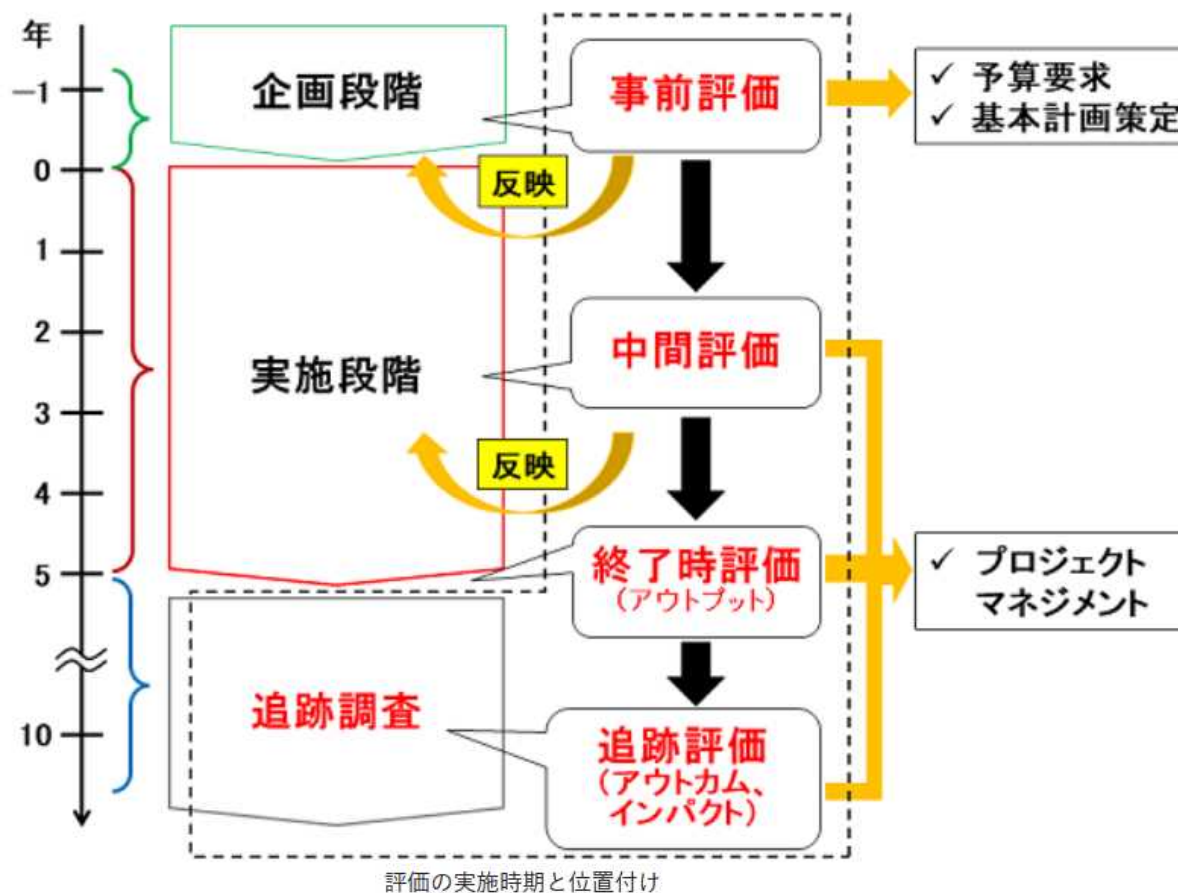 年
－1
0
1
2
3
4
5
10
企画段階
実施段階
追跡調査
事前評価
反映
中間評価
反映
終了時評価
(アウトプット)
追跡評価
(アウトカム、
インパクト)
✓ 予算要求
✓ 基本計画策定
✓ プロジェクト
マネジメント
評価の実施時期と位置付け